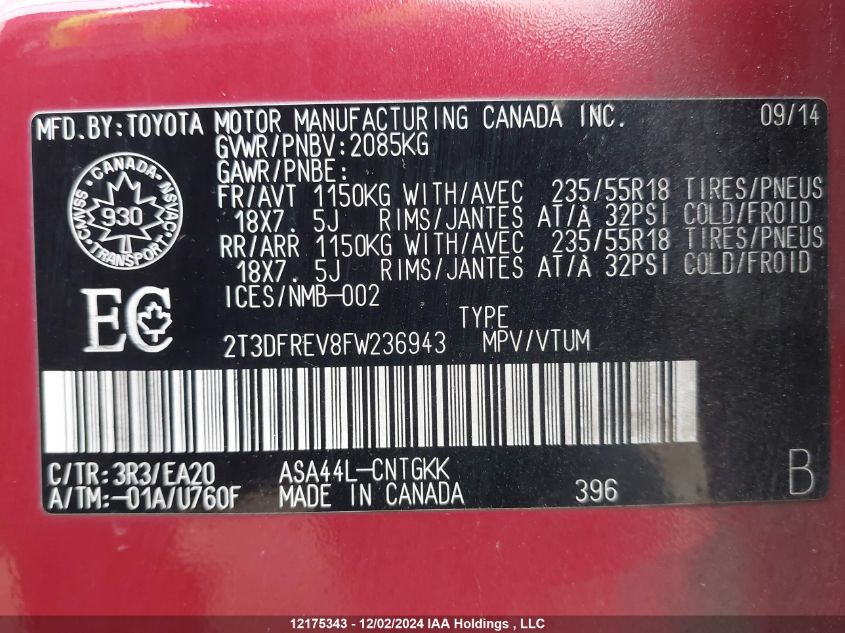 MFD.BY:TOYOTA MOTOR MANUFACTURING CANADA INC. 09/14
GVWR/PNBV:2085KG
GAWR/PNBE:
FR/AVT 1150KG WITH/AVEC 235/55R18 TIRES/PNEUS
18X7. 5J RIMS/JANTES AT/À 32PSI COLD/FROID
RR/ARR 1150KG WITH/AVEC 235/55R18 TIRES/PNEUS
18X7. 5J RIMS/JANTES AT/À 32PSI COLD/FROID
CANADA
CMVSS NSVAC
930
TRANSPORT
ICES/NMB-002
EC
TYPE
2T3DFREV8FW236943 MPV/VTUM
C/TR:3R3/EA20 ASA44L-CNTGKK
A/TM:-01A/U760F MADE IN CANADA 396 B
12175343 - 12/02/2024 IAA Holdings , LLC